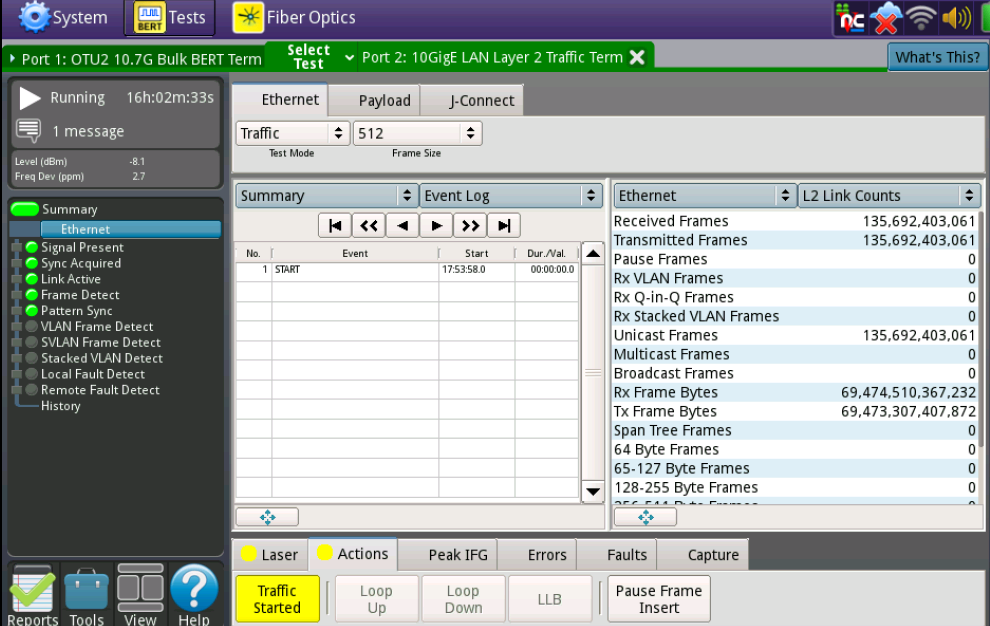 System
BERT
Tests
Fiber Optics
Port 1: OTU2 10.7G Bulk BERT Term
Select Test
Port 2: 10GigE LAN Layer 2 Traffic Term
What's This?
Running 16h:02m:33s
1 message
Level (dBm) -8.1
Freq Dev (ppm) 2.7
Summary
Ethernet
Signal Present
Sync Acquired
Link Active
Frame Detect
Pattern Sync
VLAN Frame Detect
SVLAN Frame Detect
Stacked VLAN Detect
Local Fault Detect
Remote Fault Detect
History
Reports Tools View Help
Ethernet Payload J-Connect
Traffic 512
Test Mode Frame Size
Summary Event Log
No. Event Start Dur./Val.
1 START 17:53:58.0 00:00:00.0
Ethernet L2 Link Counts
Received Frames 135,692,403,061
Transmitted Frames 135,692,403,061
Pause Frames 0
Rx VLAN Frames 0
Rx Q-in-Q Frames 0
Rx Stacked VLAN Frames 0
Unicast Frames 135,692,403,061
Multicast Frames 0
Broadcast Frames 0
Rx Frame Bytes 69,474,510,367,232
Tx Frame Bytes 69,473,307,407,872
Span Tree Frames 0
64 Byte Frames 0
65-127 Byte Frames 0
128-255 Byte Frames 0
Laser Actions Peak IFG Errors Faults Capture
Traffic Started
Loop Up
Loop Down
LLB
Pause Frame Insert